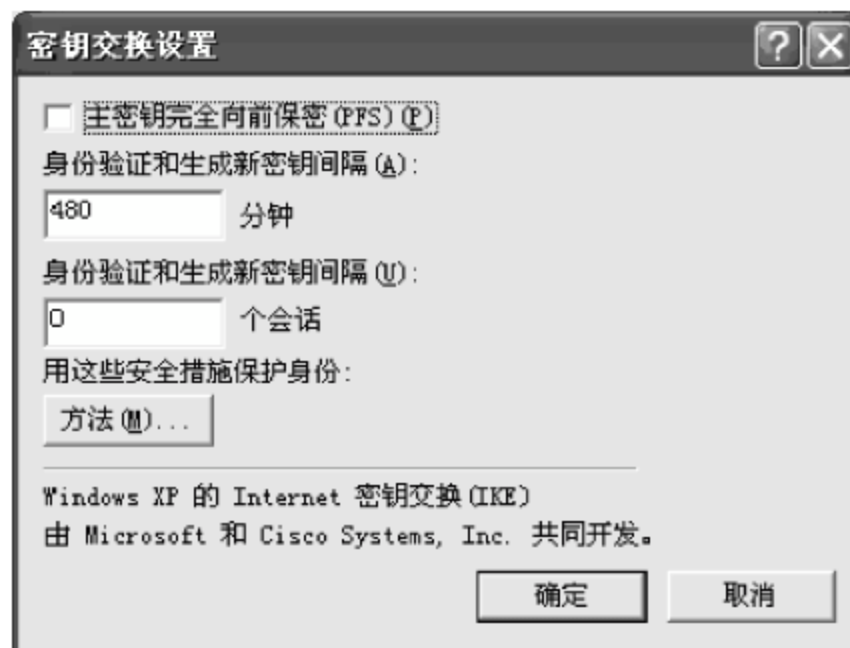 密钥交换设置
主密钥完全向前保密(PFS)(P)
身份验证和生成新密钥间隔(A):
480 分钟
身份验证和生成新密钥间隔(U):
0 个会话
用这些安全措施保护身份:
方法(M)...
Windows XP 的 Internet 密钥交换(IKE)
由 Microsoft 和 Cisco Systems, Inc. 共同开发。
确定 取消